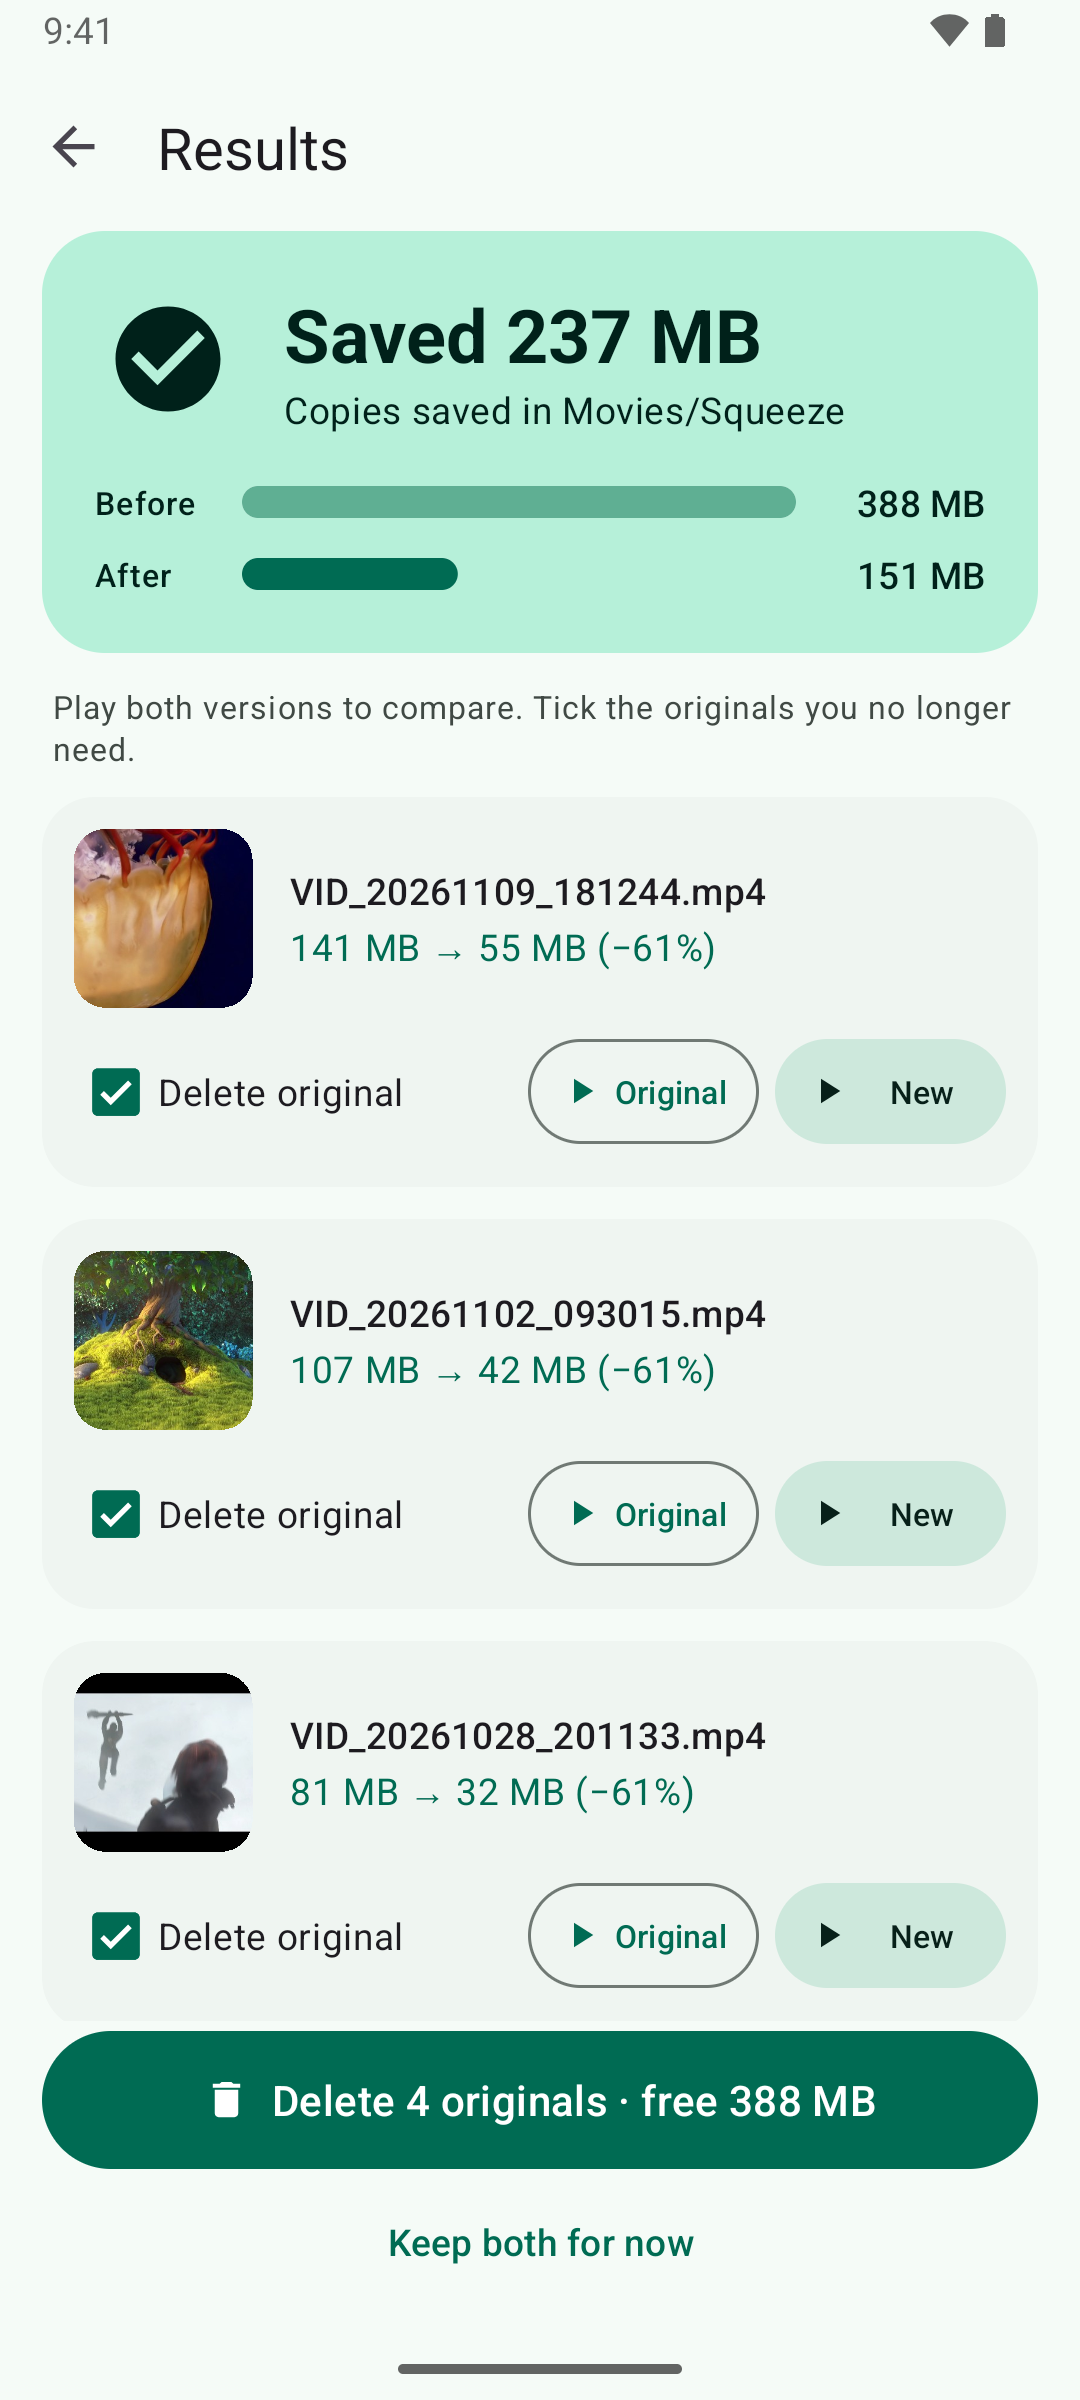 9:41
Results
Saved 237 MB
Copies saved in Movies/Squeeze
Before 388 MB
After 151 MB
Play both versions to compare. Tick the originals you no longer
need.
VID_20261109_181244.mp4
141 MB → 55 MB (−61%)
Delete original Original New
VID_20261102_093015.mp4
107 MB → 42 MB (−61%)
Delete original Original New
VID_20261028_201133.mp4
81 MB → 32 MB (−61%)
Delete original Original New
Delete 4 originals · free 388 MB
Keep both for now